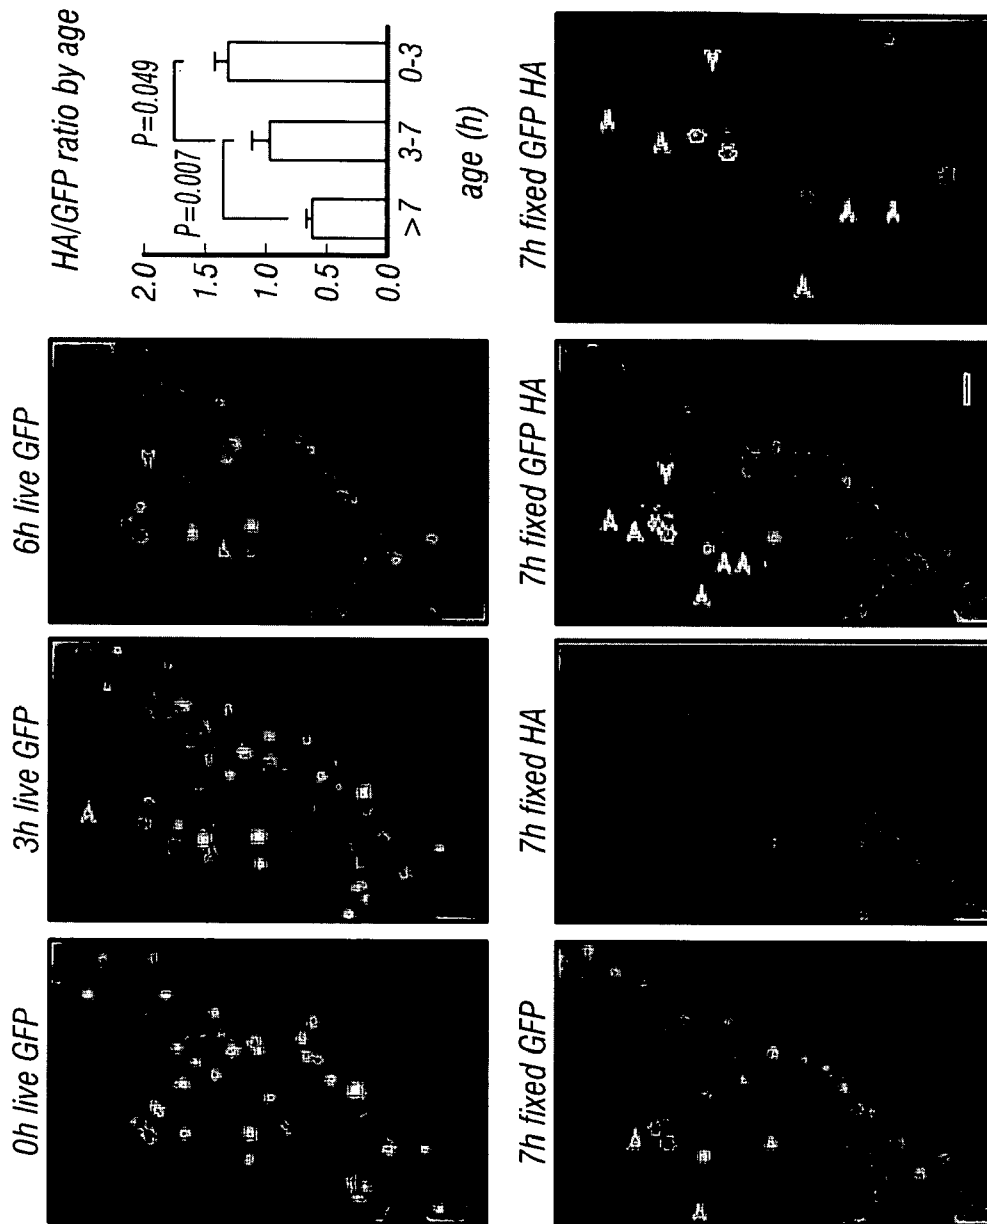 0h live GFP
3h live GFP
6h live GFP
HA/GFP ratio by age
2.0
1.5
1.0
0.5
0.0
P=0.007
P=0.049
>7
3-7
0-3
age (h)
7h fixed GFP
7h fixed HA
7h fixed GFP HA
7h fixed GFP HA